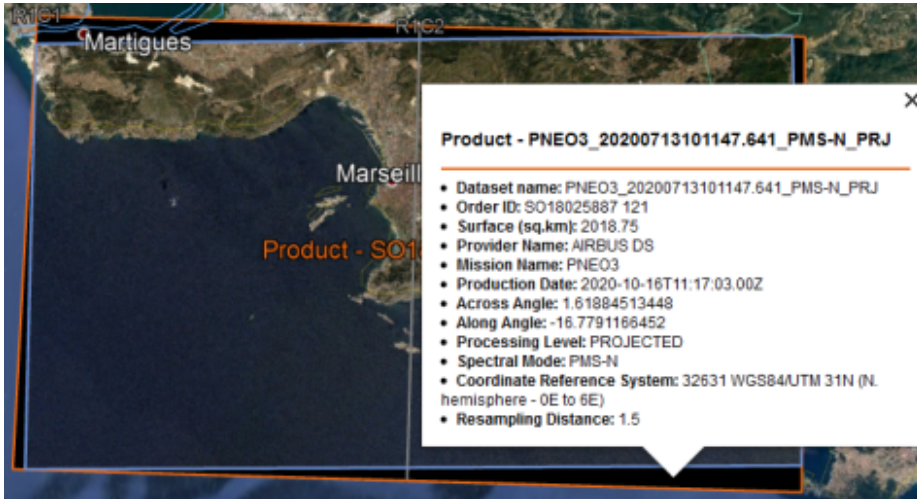 R1C1
R1C2
Martigues
Marseill
Product - SO18
×
Product - PNEO3_20200713101147.641_PMS-N_PRJ
• Dataset name: PNEO3_20200713101147.641_PMS-N_PRJ
• Order ID: SO18025887 121
• Surface (sq.km): 2018.75
• Provider Name: AIRBUS DS
• Mission Name: PNEO3
• Production Date: 2020-10-16T11:17:03.00Z
• Across Angle: 1.61884513448
• Along Angle: -16.7791166452
• Processing Level: PROJECTED
• Spectral Mode: PMS-N
• Coordinate Reference System: 32631 WGS84/UTM 31N (N.
hemisphere - 0E to 6E)
• Resampling Distance: 1.5